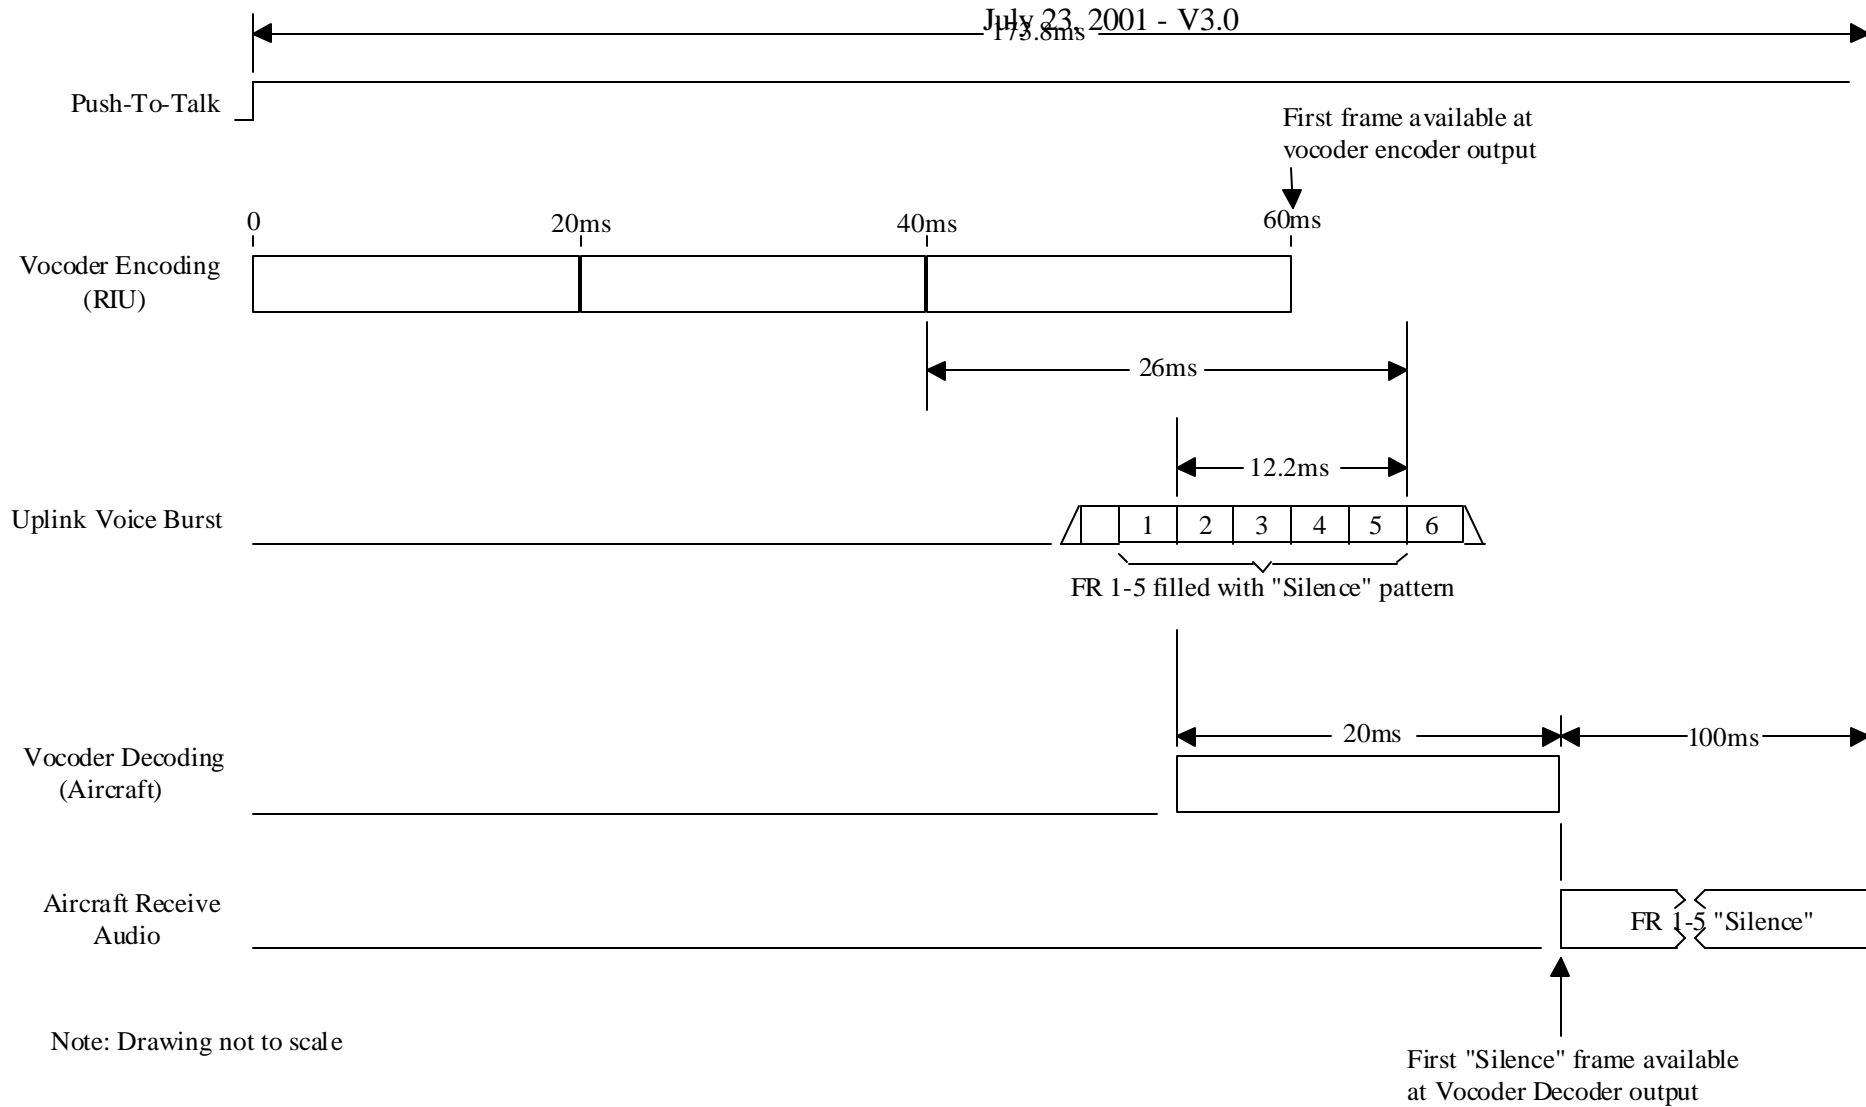 July 23, 2001 - V3.0
173.8ms
Push-To-Talk
First frame available at
vocoder encoder output
0
20ms
40ms
60ms
Vocoder Encoding
(RIU)
26ms
12.2ms
Uplink Voice Burst
1 2 3 4 5 6
FR 1-5 filled with "Silence" pattern
20ms
100ms
Vocoder Decoding
(Aircraft)
Aircraft Receive
Audio
FR 1-5 "Silence"
Note: Drawing not to scale
First "Silence" frame available
at Vocoder Decoder output